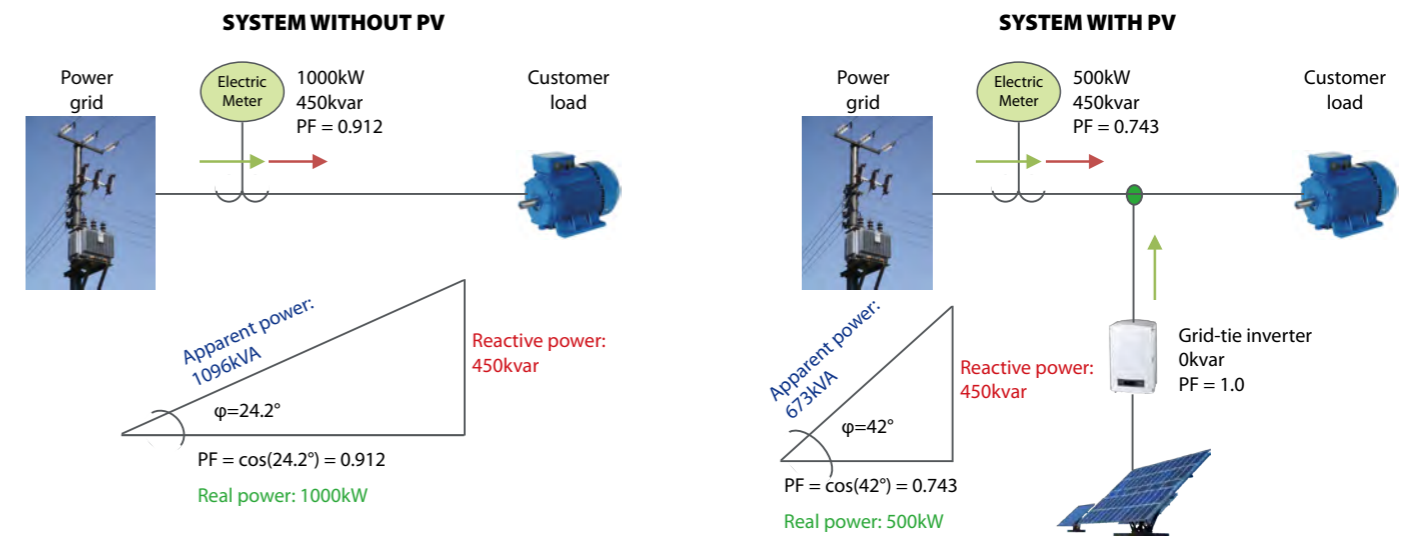 SYSTEM WITHOUT PV
Power
grid
Electric
Meter
1000kW
450kvar
PF = 0.912
Customer
load
Apparent power:
1096kVA
Reactive power:
450kvar
φ=24.2°
PF = cos(24.2°) = 0.912
Real power: 1000kW
SYSTEM WITH PV
Power
grid
Electric
Meter
500kW
450kvar
PF = 0.743
Customer
load
Apparent power:
673kVA
Reactive power:
450kvar
φ=42°
PF = cos(42°) = 0.743
Real power: 500kW
Grid-tie inverter
0kvar
PF = 1.0